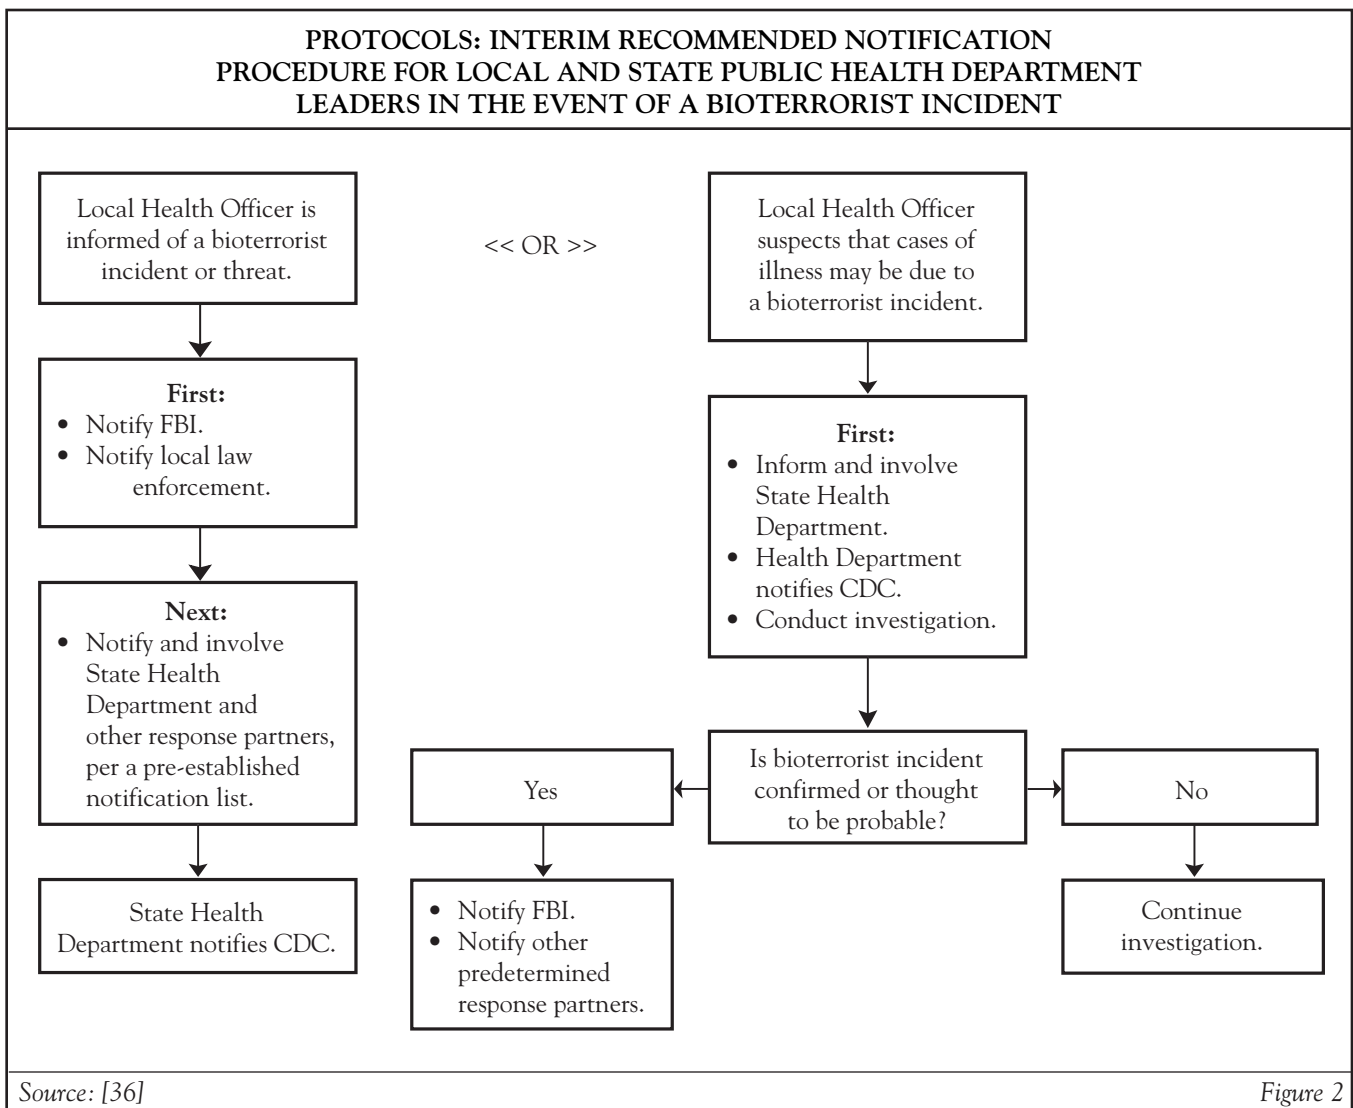 PROTOCOLS: INTERIM RECOMMENDED NOTIFICATION
PROCEDURE FOR LOCAL AND STATE PUBLIC HEALTH DEPARTMENT
LEADERS IN THE EVENT OF A BIOTERRORIST INCIDENT
Local Health Officer is
informed of a bioterrorist
incident or threat.
<< OR >>
Local Health Officer
suspects that cases of
illness may be due to
a bioterrorist incident.
First:
• Notify FBI.
• Notify local law
enforcement.
First:
• Inform and involve
State Health
Department.
• Health Department
notifies CDC.
• Conduct investigation.
Next:
• Notify and involve
State Health
Department and
other response partners,
per a pre-established
notification list.
Is bioterrorist incident
confirmed or thought
to be probable?
Yes
No
State Health
Department notifies CDC.
• Notify FBI.
• Notify other
predetermined
response partners.
Continue
investigation.
Source: [36]
Figure 2